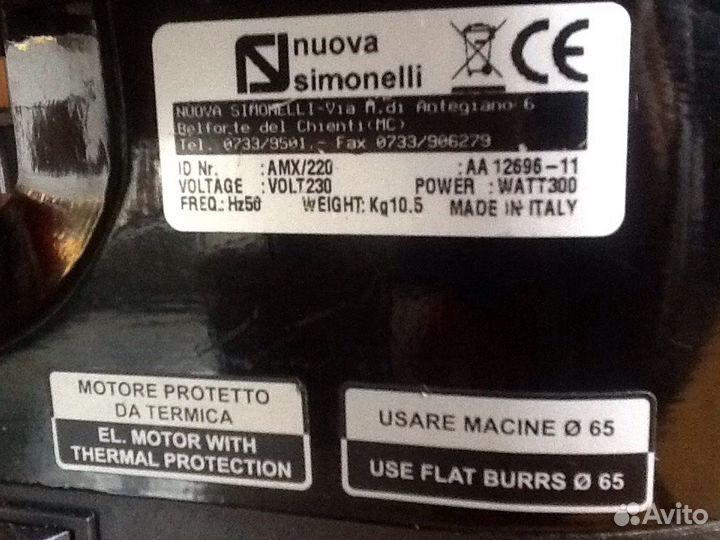 nuova
simonelli
CE
NUOVA SIMONELLI-Via M.di Antegiano 6
Belforte del Chienti(MC)
Tel. 0733/9501.- Fax 0733/906279
ID Nr. :AMX/220 :AA 12696-11
VOLTAGE :VOLT230 POWER :WATT300
FREQ.: Hz50 WEIGHT: Kg10.5 MADE IN ITALY
MOTORE PROTETTO
DA TERMICA
EL. MOTOR WITH
THERMAL PROTECTION
USARE MACINE Ø 65
USE FLAT BURRS Ø 65
Avito